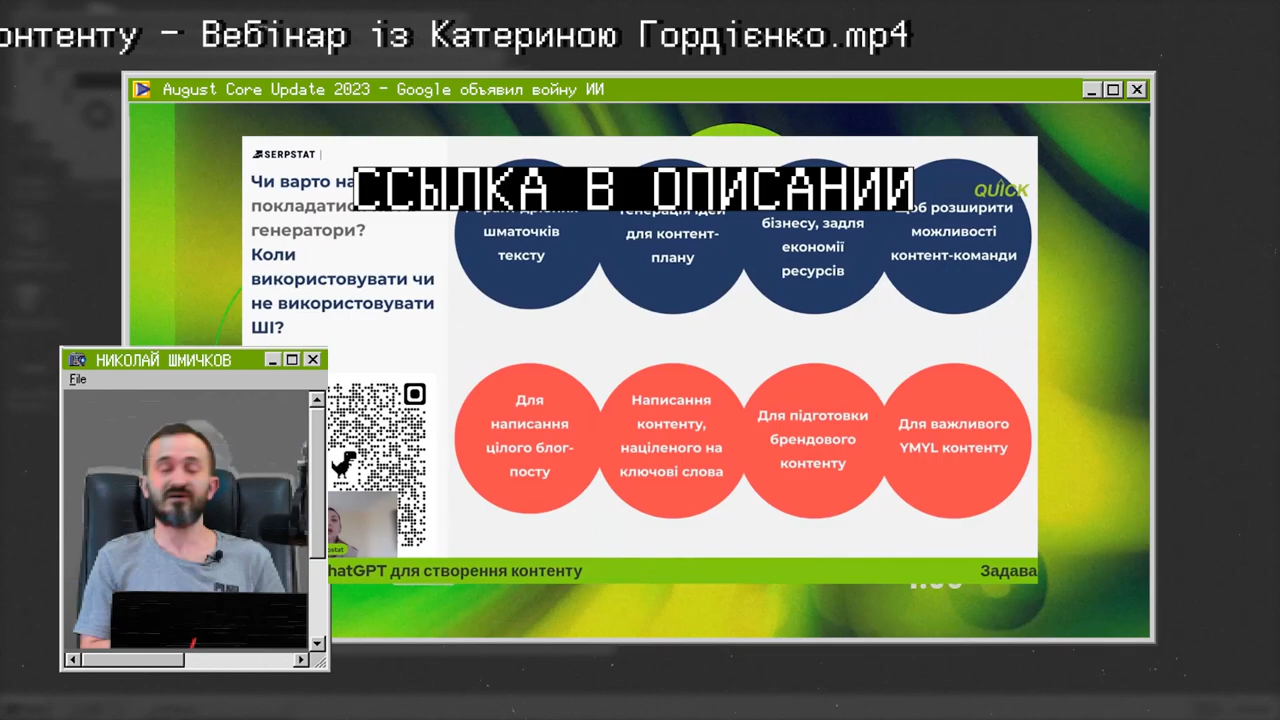 онтенту - Вебінар із Катериною Гордієнко.mp4
August Core Update 2023 - Google объявил войну ИИ
SERPSTAT
Чи варто
покладатис
генератори?
Коли
використовувати чи
не використовувати
ШІ?
ССЫЛКА В ОПИСАНИИ
QUICK
шматочків
тексту
для контент-
плану
бізнесу, задля
економії
ресурсів
щоб розширити
можливості
контент-команди
НИКОЛАЙ ШМИЧКОВ
File
Для
написання
цілого блог-
посту
Написання
контенту,
націленого на
ключові слова
Для підготовки
брендового
контенту
Для важливого
YMYL контенту
hatGPT для створення контенту
Задава